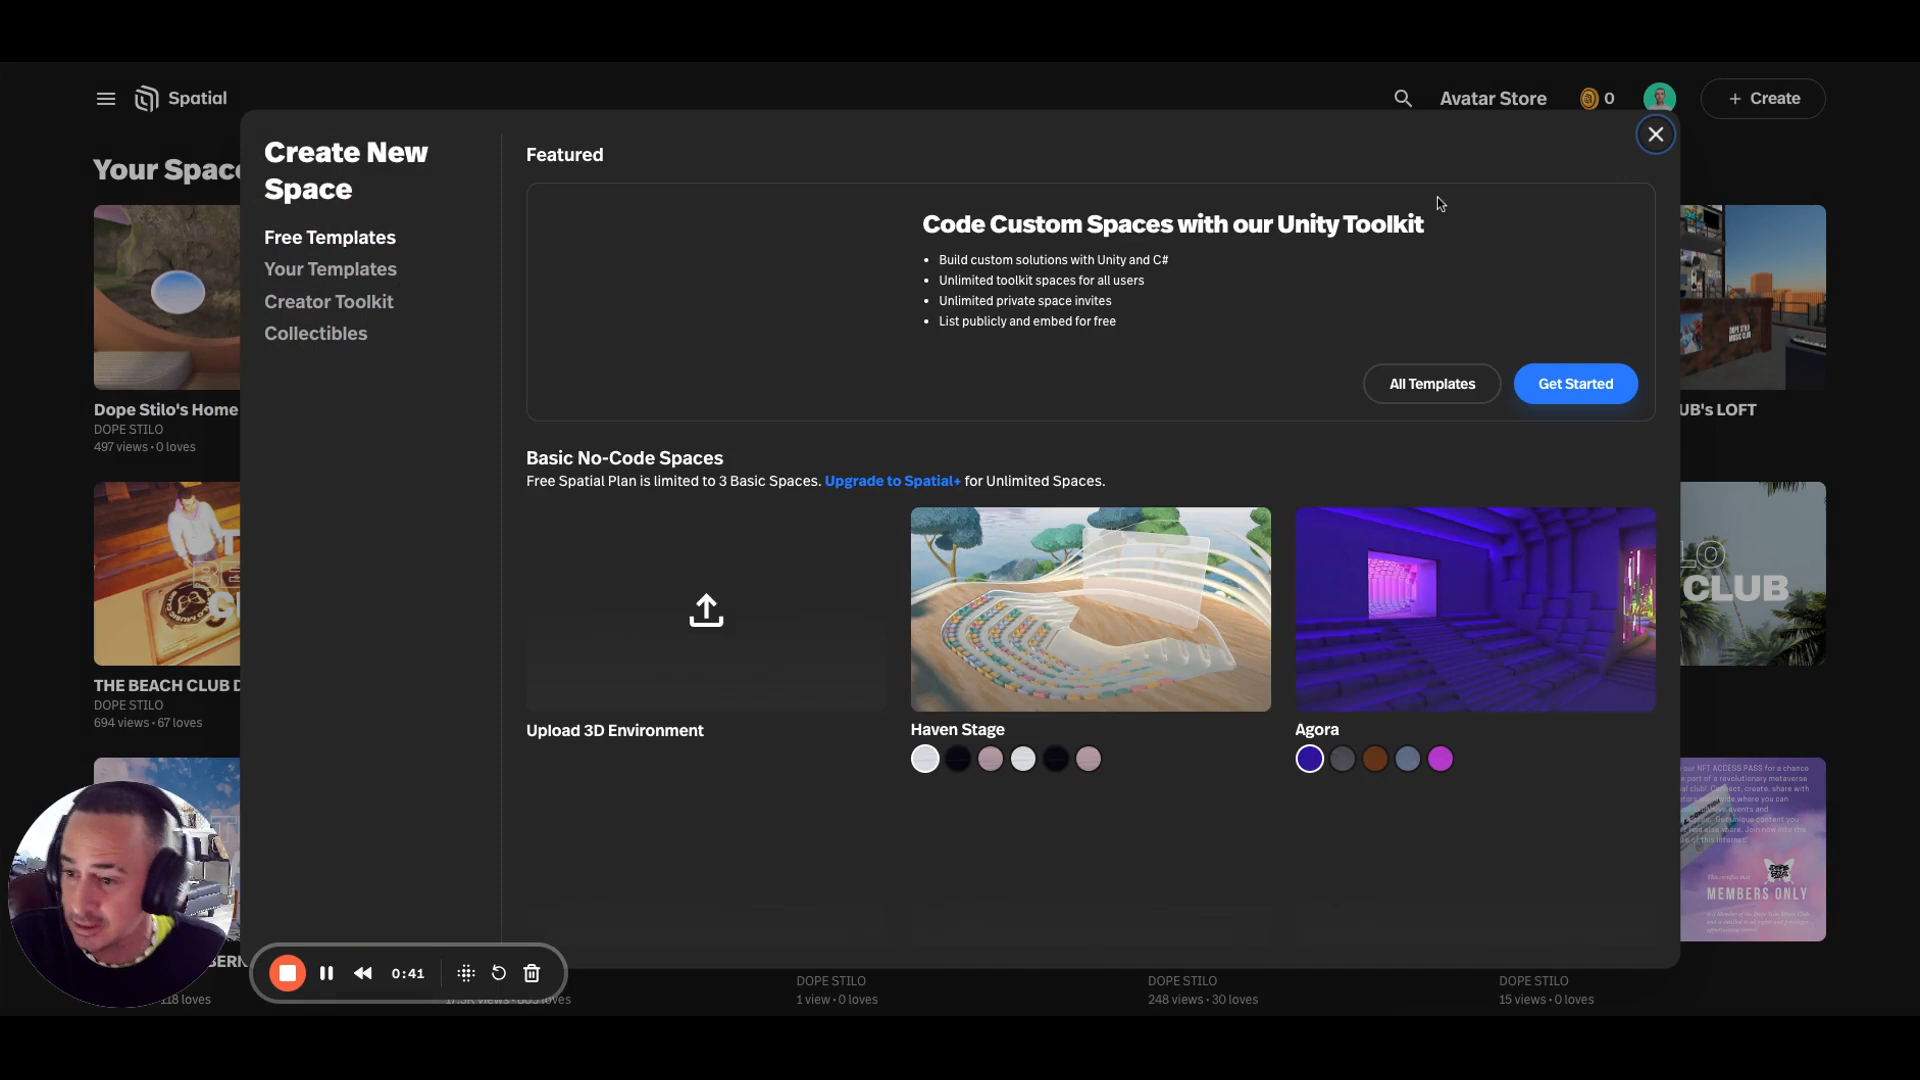 Spatial
Avatar Store
0
+ Create
Your Spac
Create New
Space
Free Templates
Your Templates
Creator Toolkit
Collectibles
Featured
Code Custom Spaces with our Unity Toolkit
• Build custom solutions with Unity and C#
• Unlimited toolkit spaces for all users
• Unlimited private space invites
• List publicly and embed for free
All Templates
Get Started
Basic No-Code Spaces
Free Spatial Plan is limited to 3 Basic Spaces. Upgrade to Spatial+ for Unlimited Spaces.
Upload 3D Environment
Haven Stage
Agora
Dope Stilo's Home
DOPE STILO
497 views • 0 loves
UB's LOFT
THE BEACH CLUB D
DOPE STILO
694 views • 67 loves
LO
CLUB
MEMBERS ONLY
BERN
118 loves
0:41
DOPE STILO
1 view • 0 loves
DOPE STILO
248 views • 30 loves
DOPE STILO
15 views • 0 loves